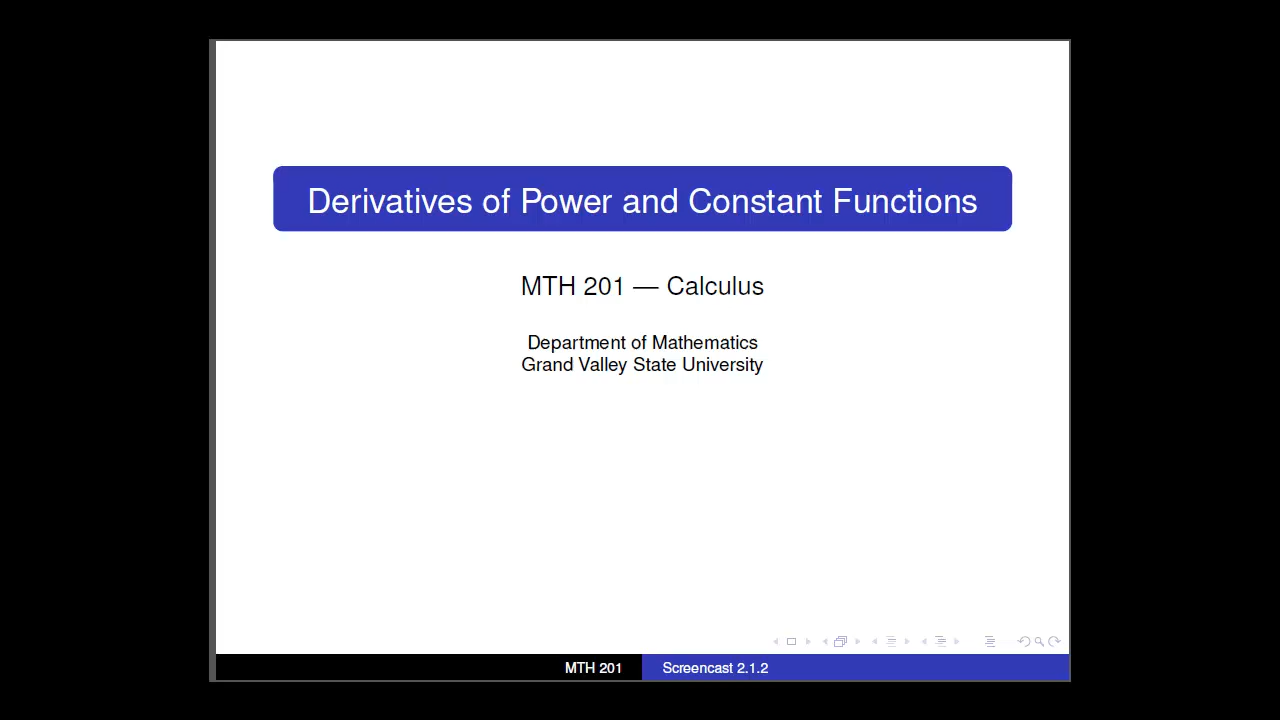 Derivatives of Power and Constant Functions
MTH 201 — Calculus
Department of Mathematics
Grand Valley State University
MTH 201
Screencast 2.1.2